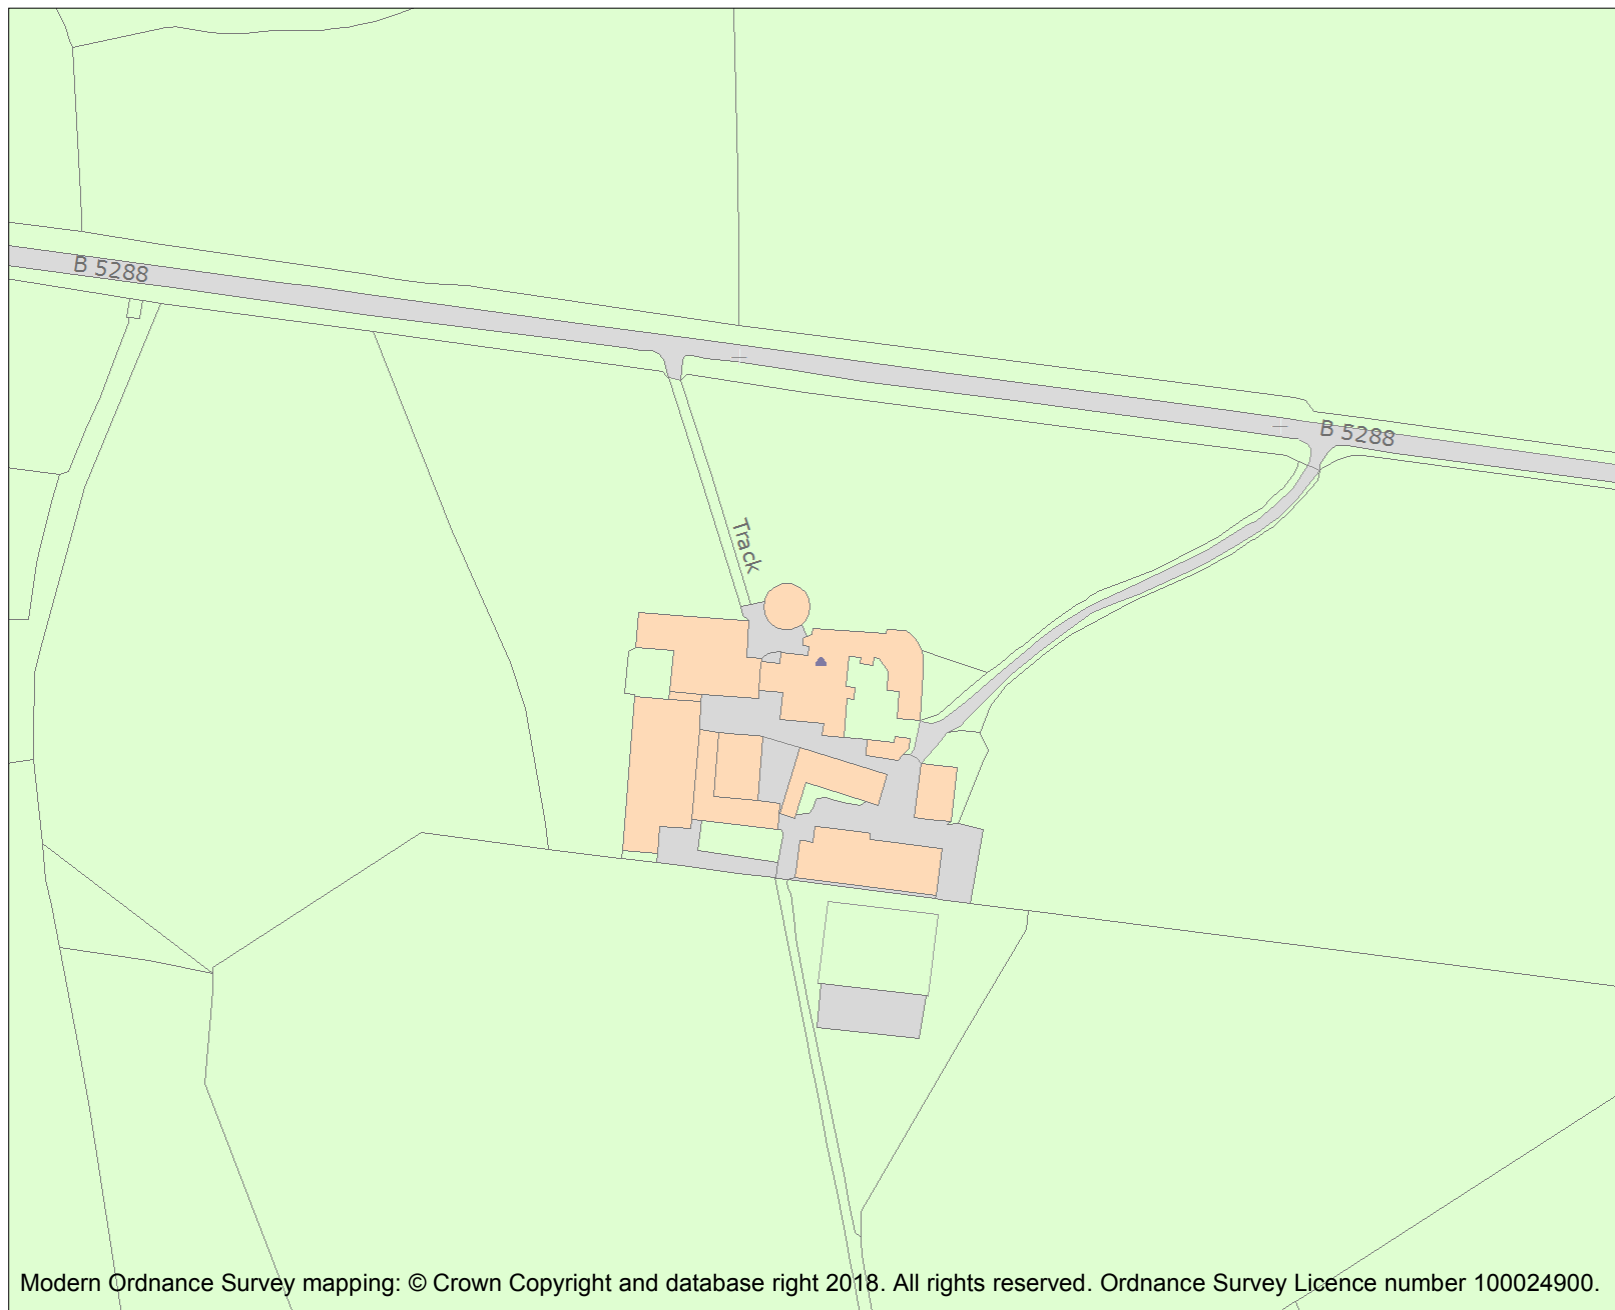 B 5288
B 5288
Track
Modern Ordnance Survey mapping: © Crown Copyright and database right 2018. All rights reserved. Ordnance Survey Licence number 100024900.